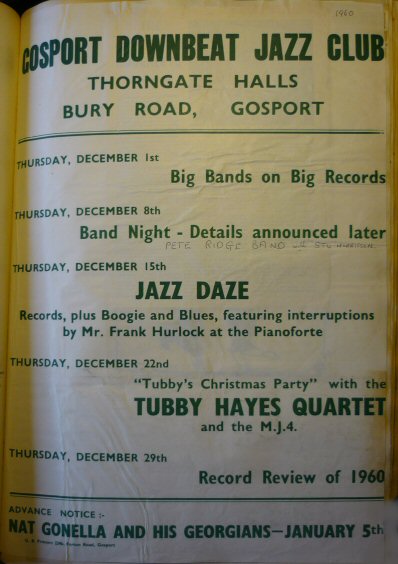 1960
GOSPORT DOWNBEAT JAZZ CLUB
THORNGATE HALLS
BURY ROAD, GOSPORT
THURSDAY, DECEMBER 1st
Big Bands on Big Records
THURSDAY, DECEMBER 8th
Band Night - Details announced later
PETE RIDGE BAND with STU
THURSDAY, DECEMBER 15th
JAZZ DAZE
Records, plus Boogie and Blues, featuring interruptions
by Mr. Frank Hurlock at the Pianoforte
THURSDAY, DECEMBER 22nd
"Tubby's Christmas Party" with the
TUBBY HAYES QUARTET
and the M.J.4.
THURSDAY, DECEMBER 29th
Record Review of 1960
ADVANCE NOTICE :-
NAT GONELLA AND HIS GEORGIANS—JANUARY 5th
Road, Gosport